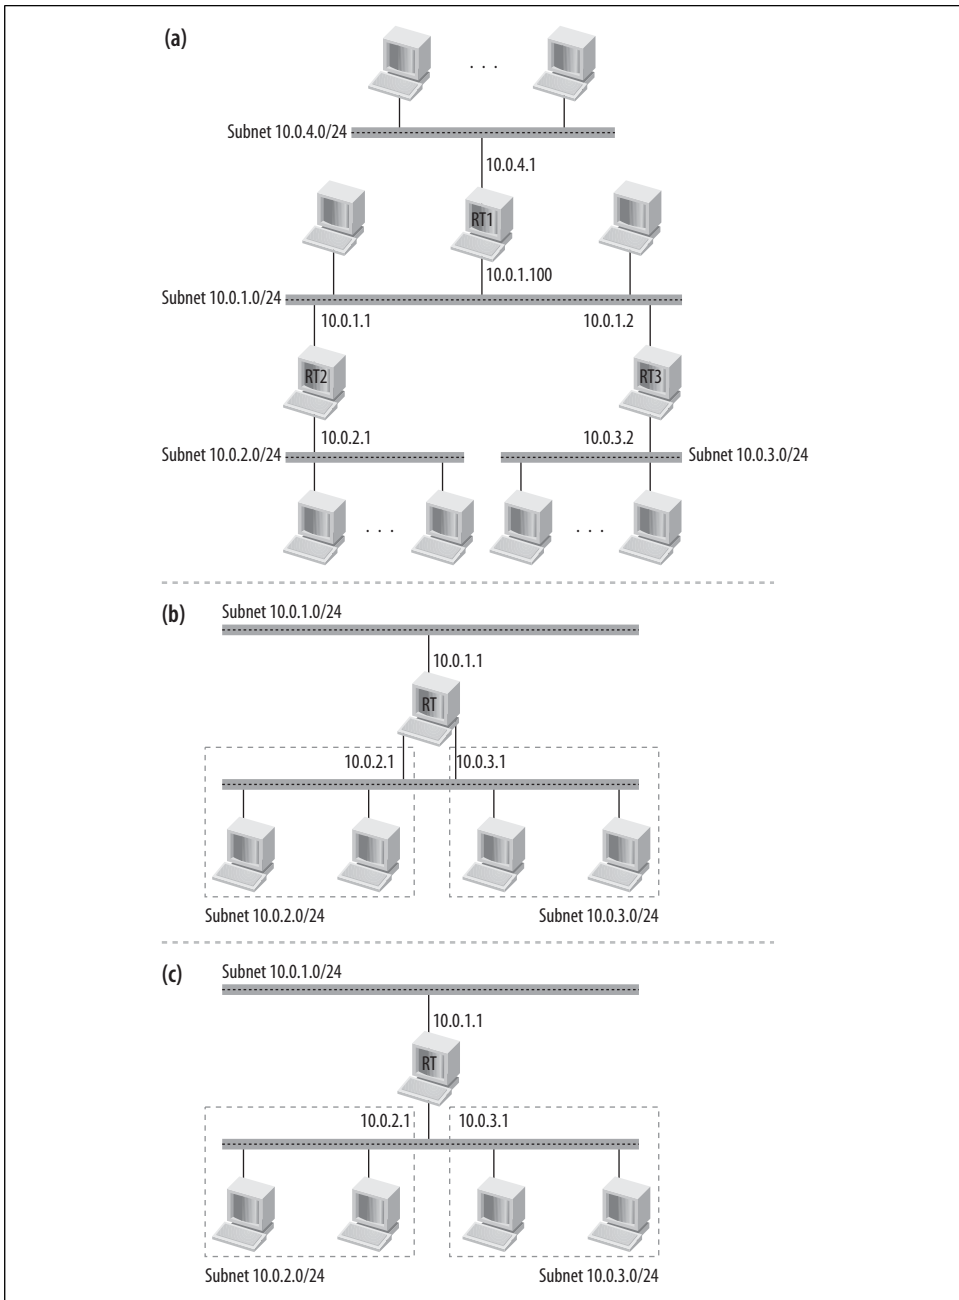 (a)
. . .
Subnet 10.0.4.0/24
10.0.4.1
RT1
10.0.1.100
Subnet 10.0.1.0/24
10.0.1.1
10.0.1.2
RT2
RT3
10.0.2.1
10.0.3.2
Subnet 10.0.2.0/24
Subnet 10.0.3.0/24
. . .
. . .
(b)
Subnet 10.0.1.0/24
10.0.1.1
RT
10.0.2.1
10.0.3.1
Subnet 10.0.2.0/24
Subnet 10.0.3.0/24
(c)
Subnet 10.0.1.0/24
10.0.1.1
RT
10.0.2.1
10.0.3.1
Subnet 10.0.2.0/24
Subnet 10.0.3.0/24